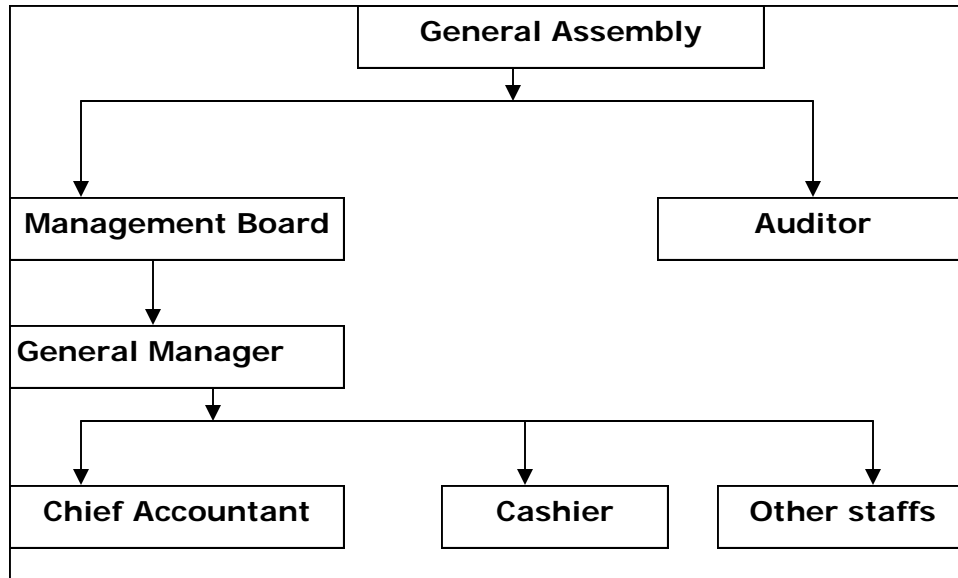 General Assembly
Management Board
Auditor
General Manager
Chief Accountant
Cashier
Other staffs